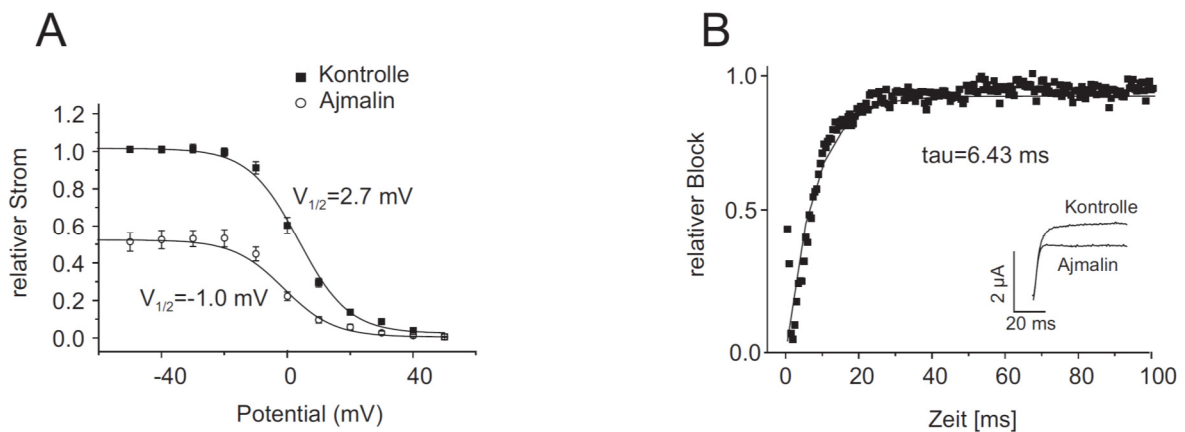 A
Kontrolle
Ajmalin
1.2
1.0
0.8
0.6
0.4
0.2
0.0
relativer Strom
V1/2=2.7 mV
V1/2=-1.0 mV
-40
0
40
Potential (mV)
B
1.0
0.5
0.0
relativer Block
tau=6.43 ms
Kontrolle
Ajmalin
2 µA
20 ms
0
20
40
60
80
100
Zeit [ms]